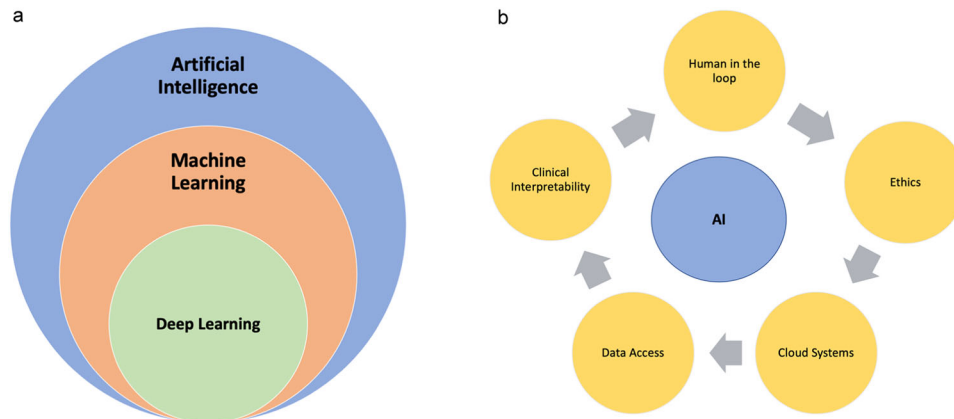 a
Artificial
Intelligence
Machine
Learning
Deep Learning
b
Human in the
loop
Ethics
Cloud Systems
Data Access
Clinical
Interpretability
AI